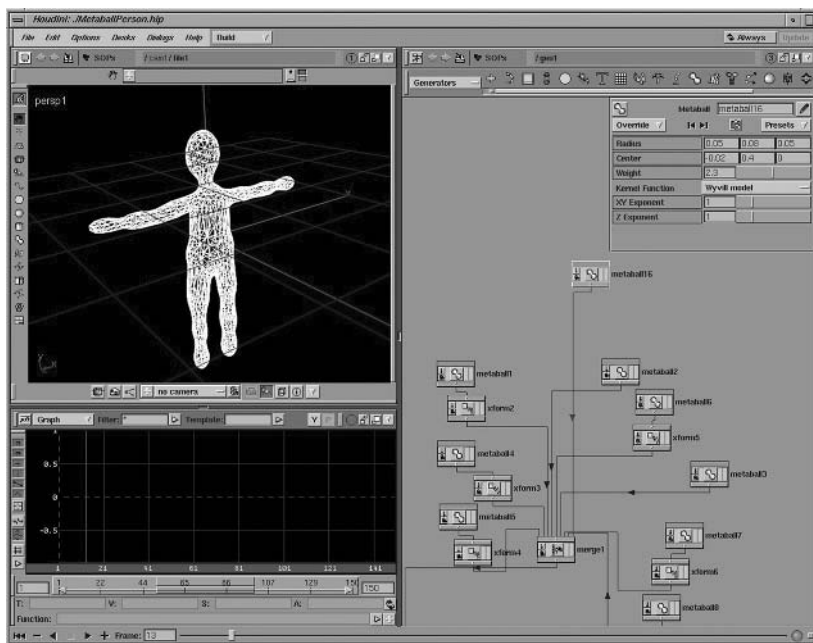 Houdini: ./MetaballPerson.hip
File Edit Options Desks Dialogs Help Build Always Update
SOPs
SOPs / geo1
Generators
persp1
Metaball metaball16
Override Presets
Radius 0.05 0.08 0.05
Center -0.02 0.4 0
Weight 2.3
Kernel Function Wyvill model
XY Exponent 1
Z Exponent 1
metaball16
metaball1
metaball2
xform2
metaball6
xform5
metaball4
metaball3
xform3
metaball5
metaball7
xform4
merge1
xform6
metaball8
no camera
Graph Filter: * Template:
0.5
0
-0.5
1 21 41 61 81 101 121 141
1 1 22 44 65 86 107 129 150 150
T: V: S: A:
Function:
Frame: 13